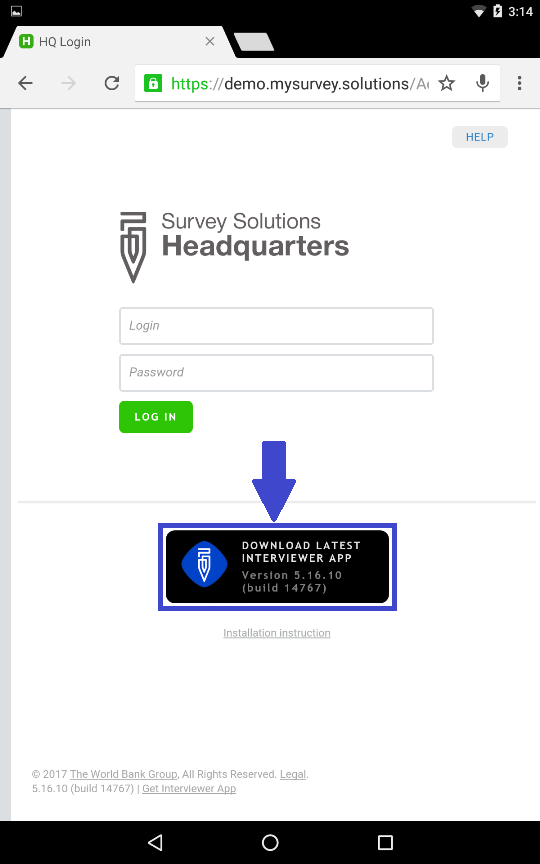 3:14
HQ Login
https://demo.mysurvey.solutions/
HELP
Survey Solutions
Headquarters
Login
Password
LOG IN
DOWNLOAD LATEST
INTERVIEWER APP
Version 5.16.10
(build 14767)
Installation instruction
© 2017 The World Bank Group, All Rights Reserved. Legal.
5.16.10 (build 14767) | Get Interviewer App